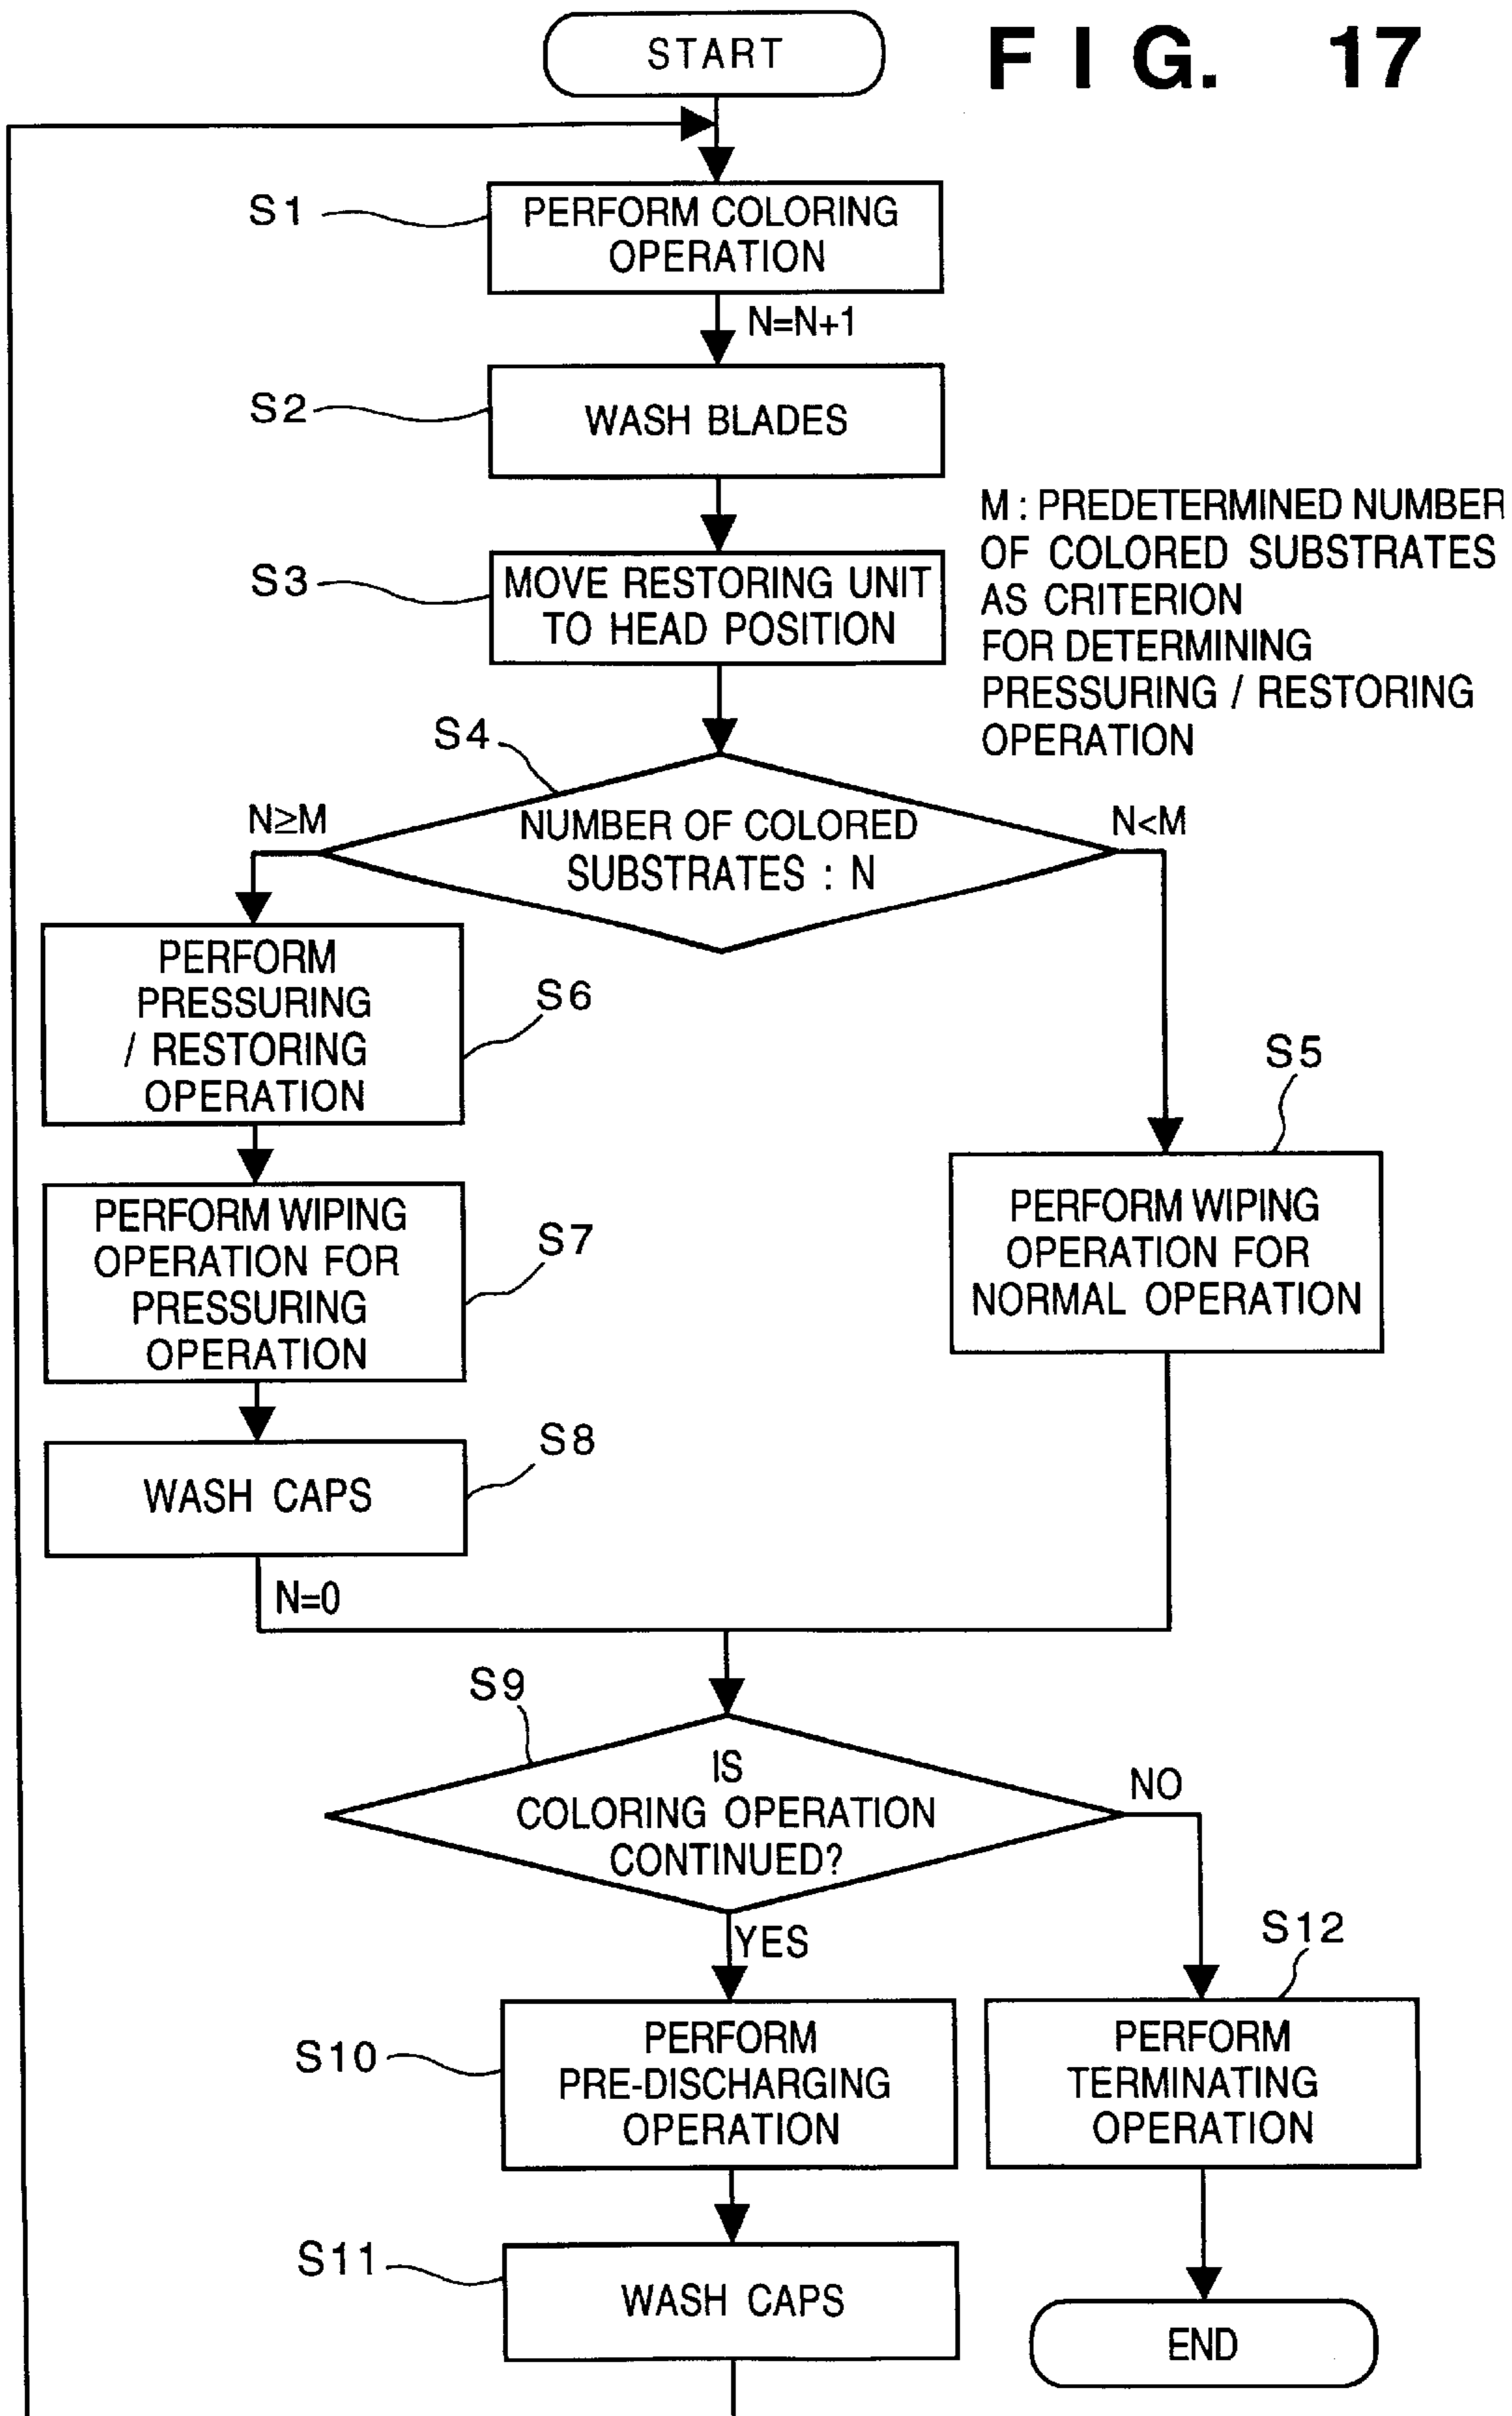 START
FIG. 17
S1
PERFORM COLORING
OPERATION
N=N+1
S2
WASH BLADES
S3
MOVE RESTORING UNIT
TO HEAD POSITION
M : PREDETERMINED NUMBER
OF COLORED SUBSTRATES
AS CRITERION
FOR DETERMINING
PRESSURING / RESTORING
OPERATION
S4
N≥M
NUMBER OF COLORED
SUBSTRATES : N
N<M
PERFORM
PRESSURING
/ RESTORING
OPERATION
S6
S5
PERFORM WIPING
OPERATION FOR
NORMAL OPERATION
PERFORM WIPING
OPERATION FOR
PRESSURING
OPERATION
S7
S8
WASH CAPS
N=0
S9
IS
COLORING OPERATION
CONTINUED?
NO
YES
S12
S10
PERFORM
PRE-DISCHARGING
OPERATION
PERFORM
TERMINATING
OPERATION
S11
WASH CAPS
END